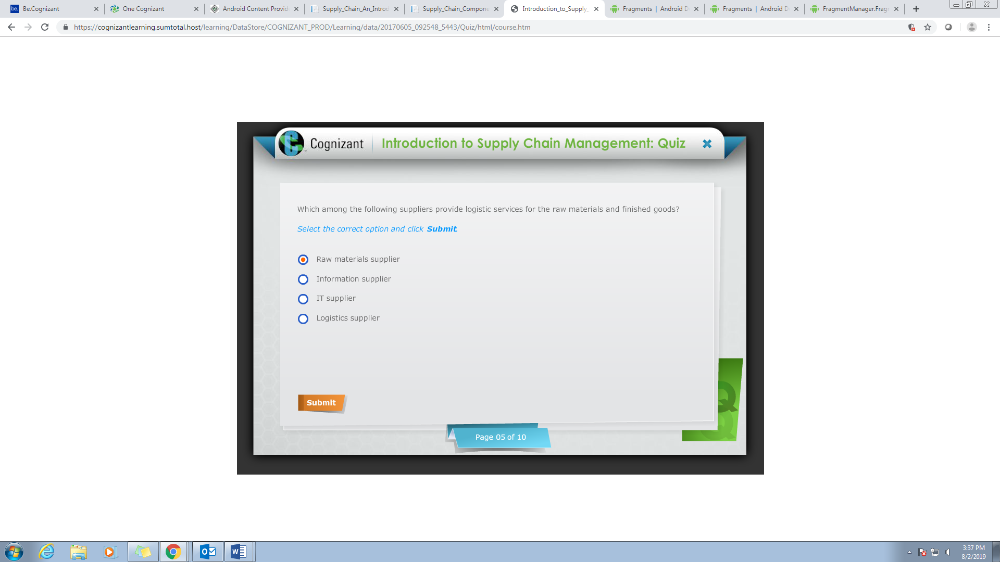 Be.Cognizant
One Cognizant
Android Content Provid
Supply_Chain_An_Introd
Supply_Chain_Compone
Introduction_to_Supply_
Fragments | Android D
Fragments | Android D
FragmentManager.Frag
https://cognizantlearning.sumtotal.host/learning/DataStore/COGNIZANT_PROD/Learning/data/20170605_092548_5443/Quiz/html/course.htm
Cognizant
Introduction to Supply Chain Management: Quiz
Which among the following suppliers provide logistic services for the raw materials and finished goods?
Select the correct option and click Submit.
Raw materials supplier
Information supplier
IT supplier
Logistics supplier
Submit
Page 05 of 10
3:37 PM
8/2/2019